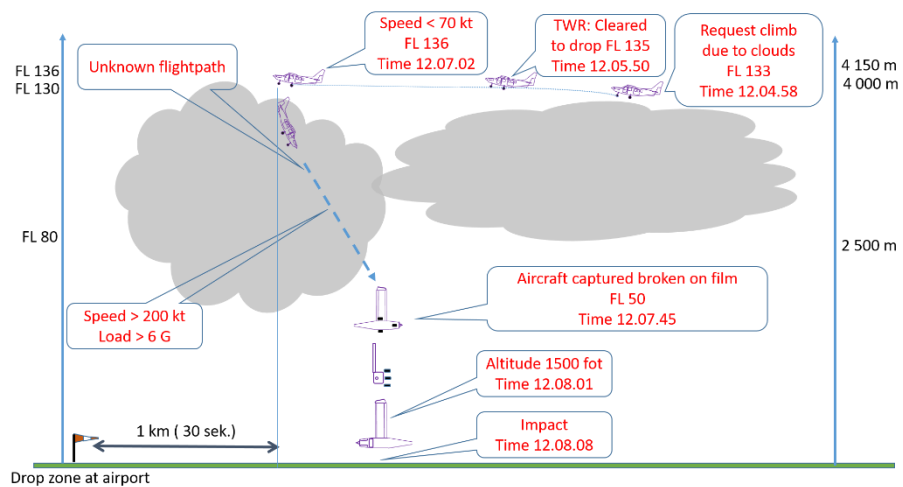 Speed < 70 kt
FL 136
Time 12.07.02
TWR: Cleared
to drop FL 135
Time 12.05.50
Request climb
due to clouds
FL 133
Time 12.04.58
Unknown flightpath
FL 136
FL 130
4 150 m
4 000 m
FL 80
2 500 m
Speed > 200 kt
Load > 6 G
Aircraft captured broken on film
FL 50
Time 12.07.45
Altitude 1500 fot
Time 12.08.01
Impact
Time 12.08.08
1 km ( 30 sek.)
Drop zone at airport